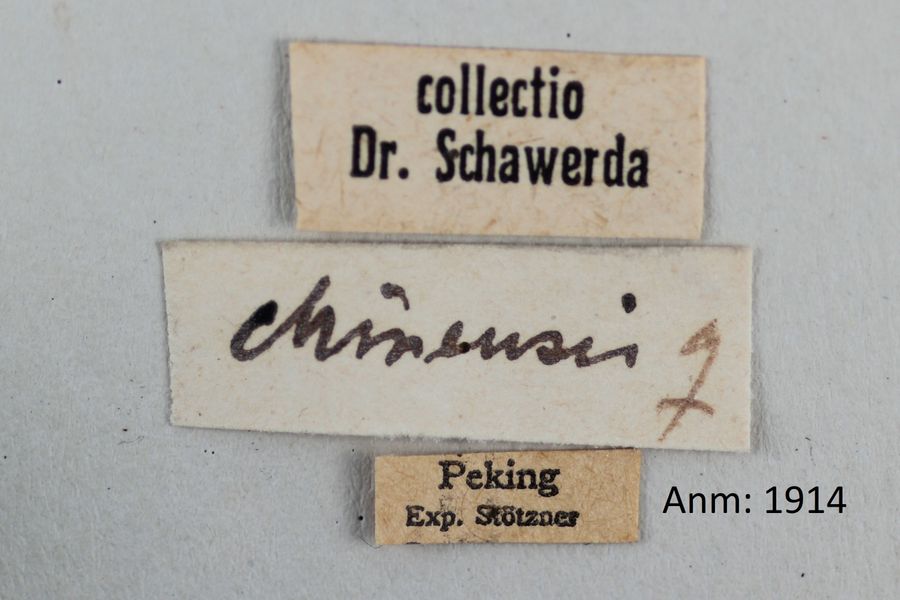 collectio
Dr. Schawerda
chinensis ♀
Peking
Exp. Stötzner
Anm: 1914